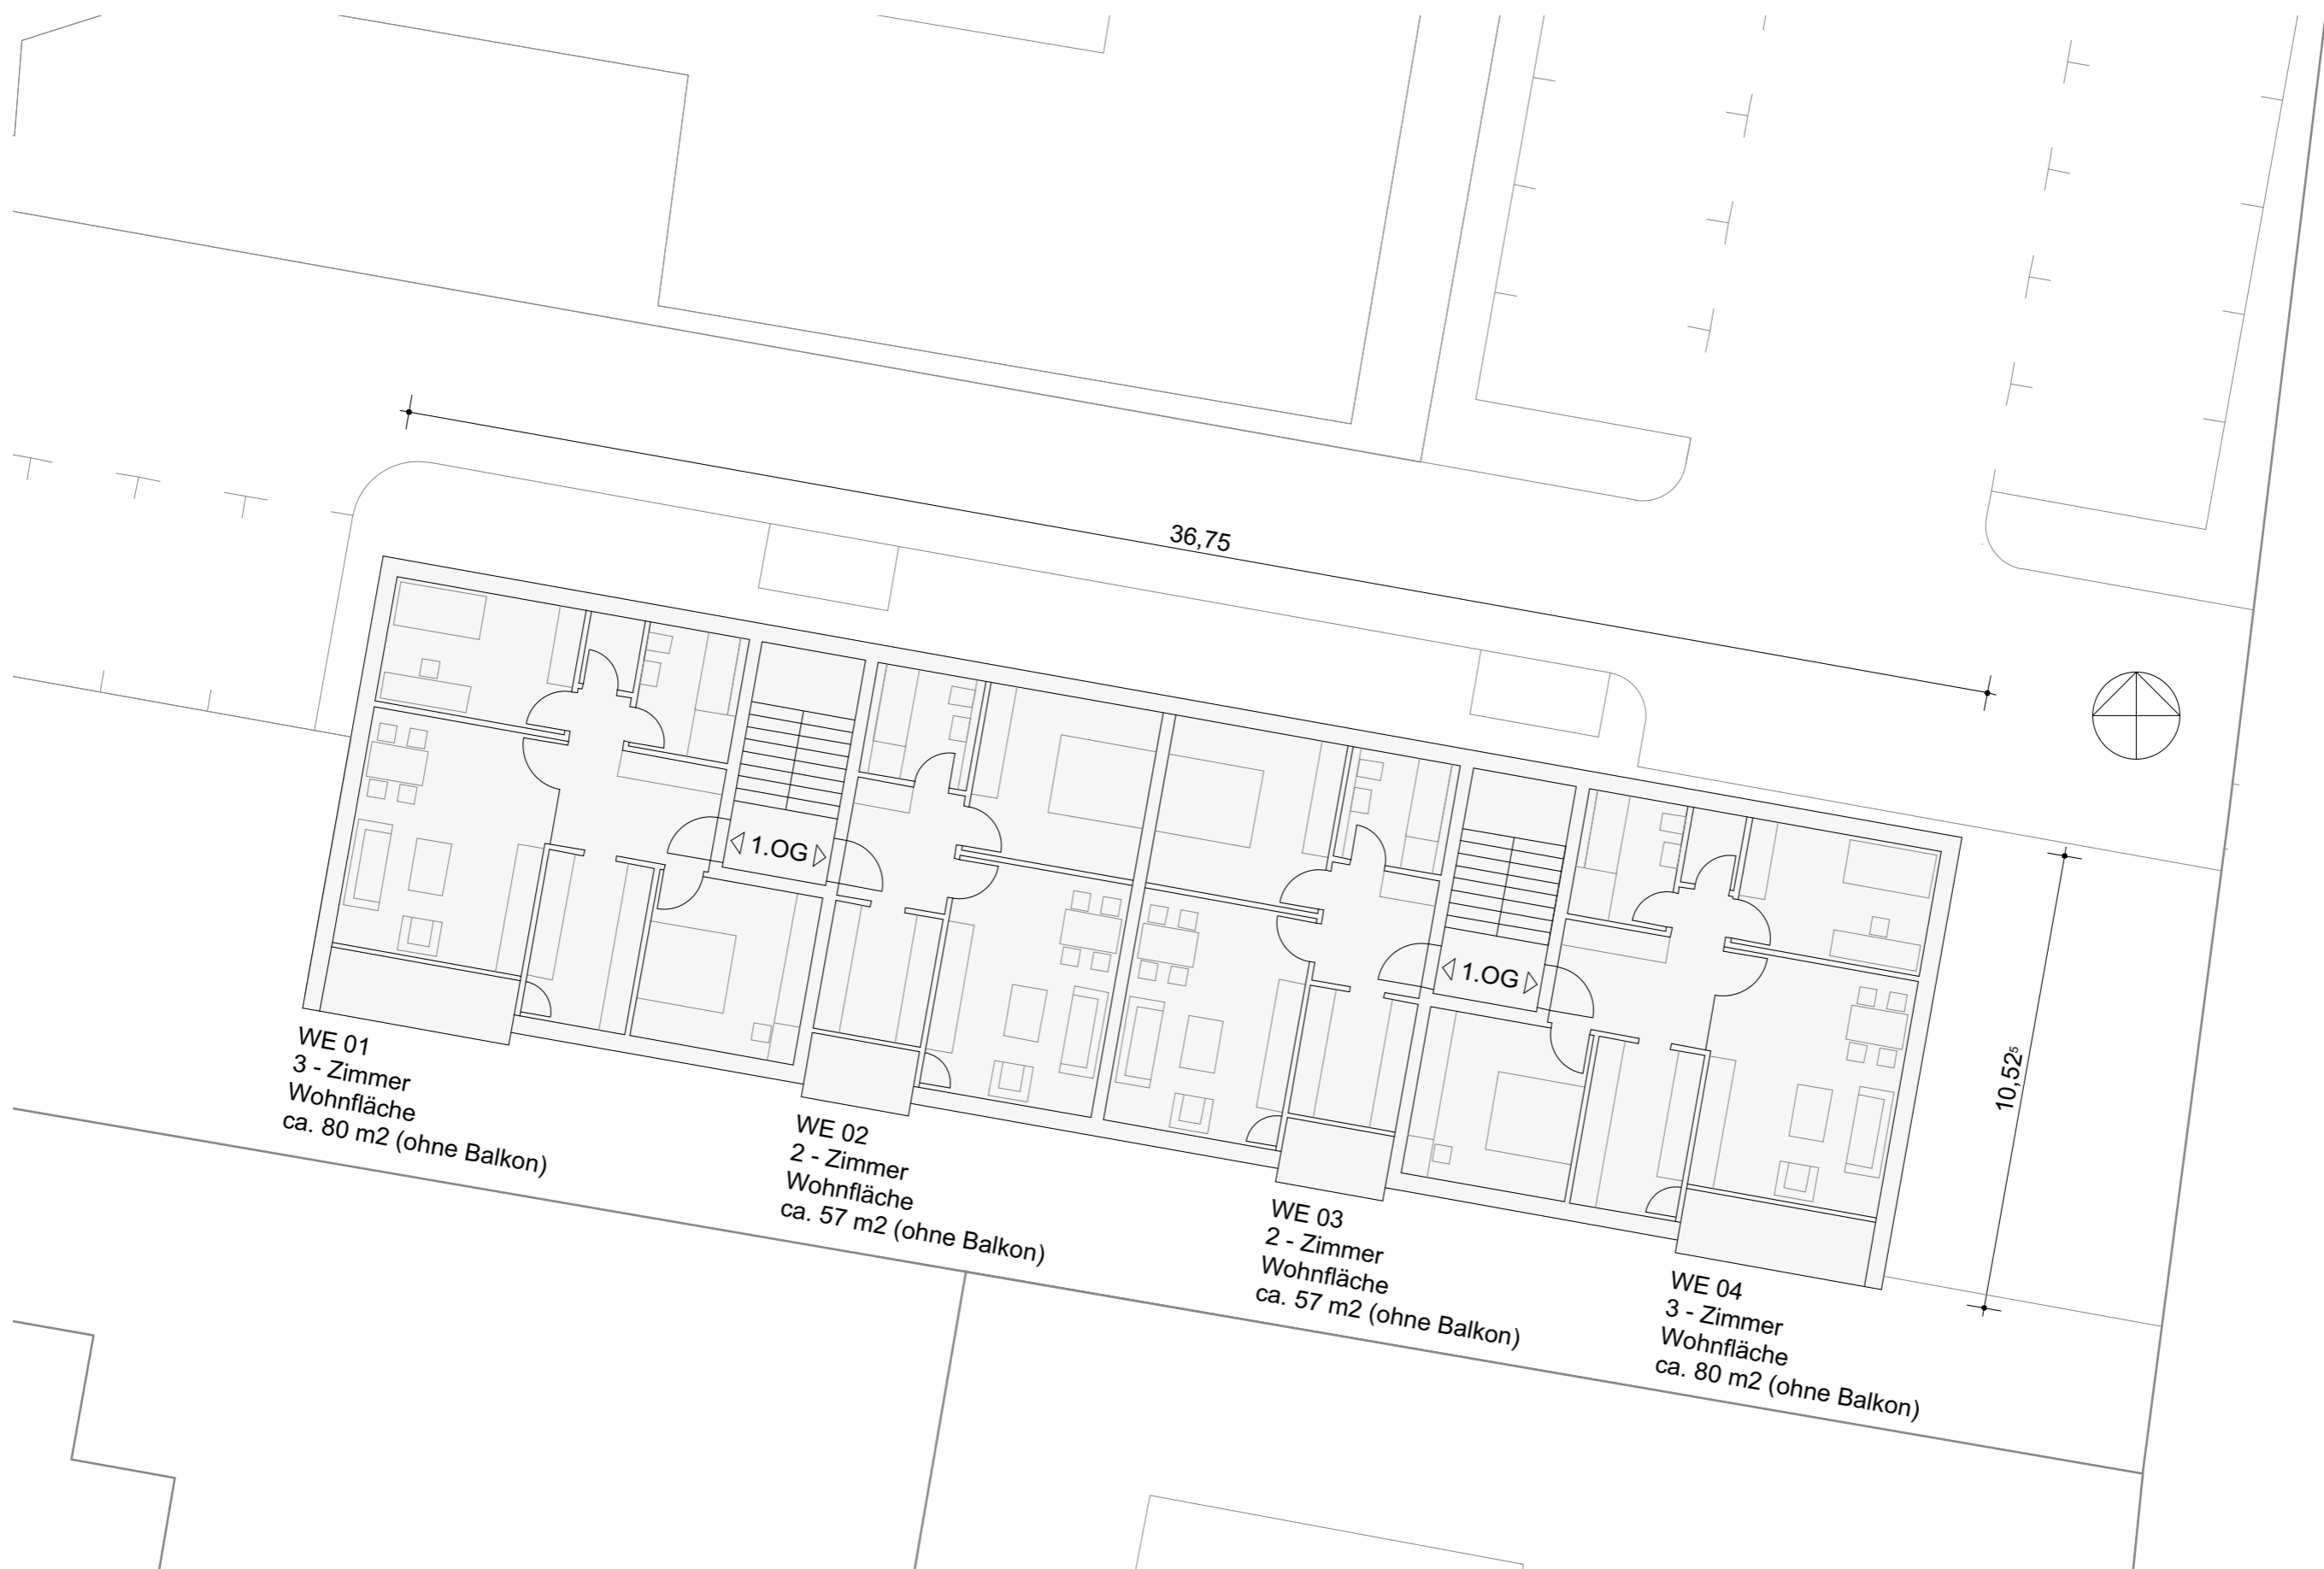 36,75
1.OG
1.OG
10,52⁵
WE 01
3 - Zimmer
Wohnfläche
ca. 80 m2 (ohne Balkon)
WE 02
2 - Zimmer
Wohnfläche
ca. 57 m2 (ohne Balkon)
WE 03
2 - Zimmer
Wohnfläche
ca. 57 m2 (ohne Balkon)
WE 04
3 - Zimmer
Wohnfläche
ca. 80 m2 (ohne Balkon)